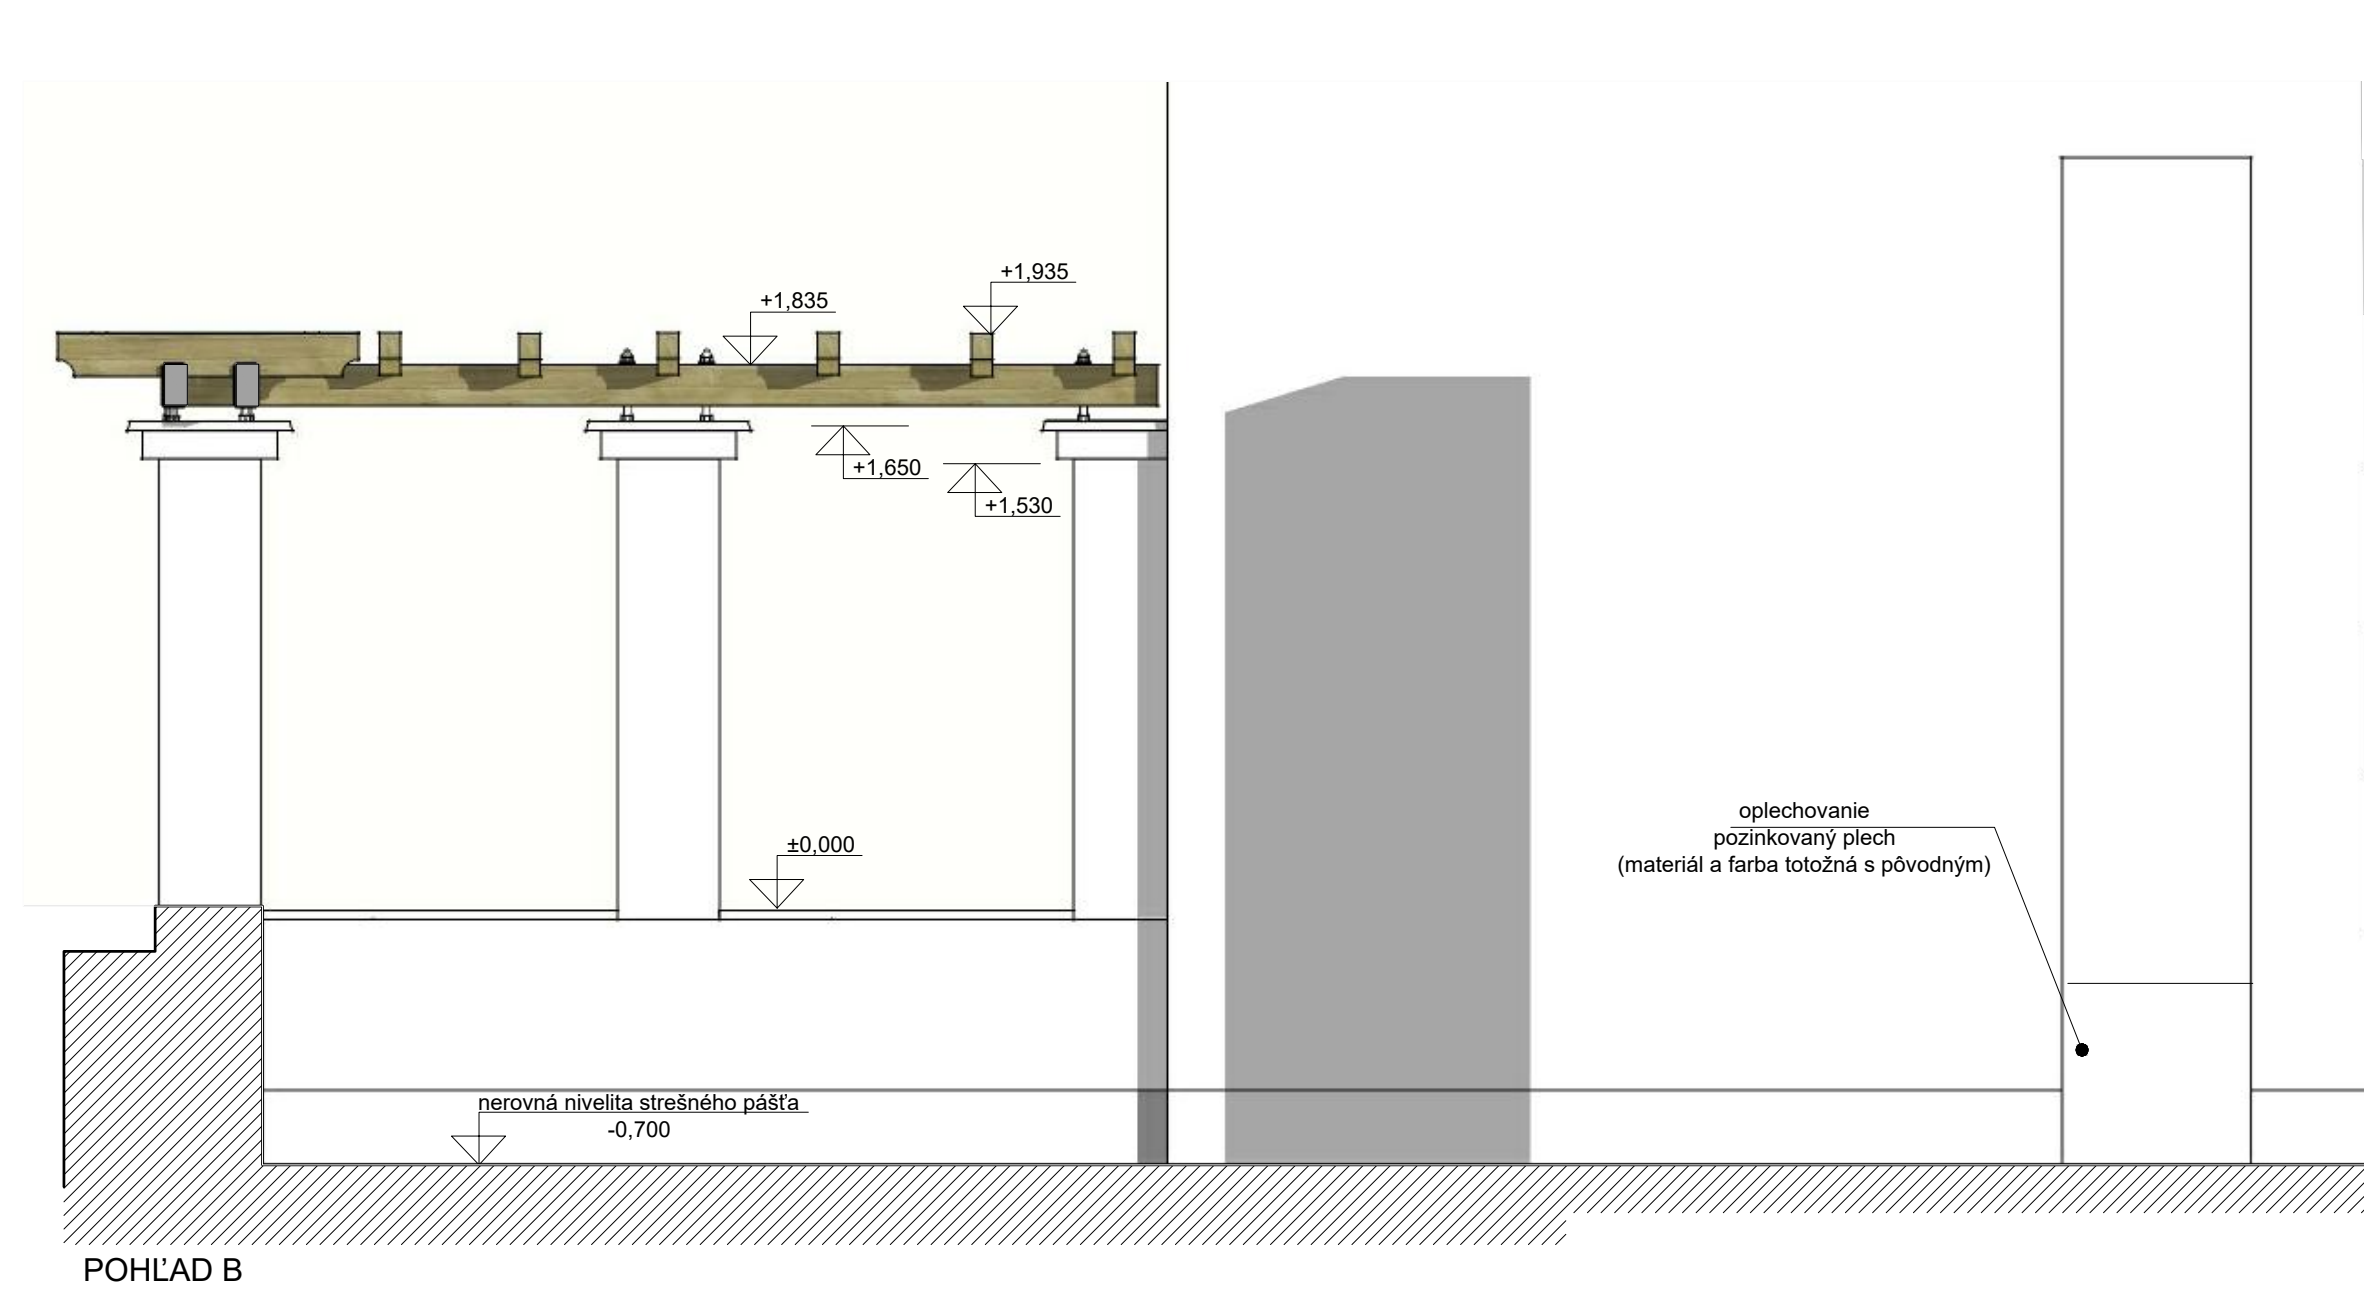 +1,935
+1,835
+1,650
+1,530
±0,000
oplechovanie
pozinkovaný plech
(materiál a farba totožná s pôvodným)
nerovná nivelita strešného pášťa
-0,700
POHĽAD B